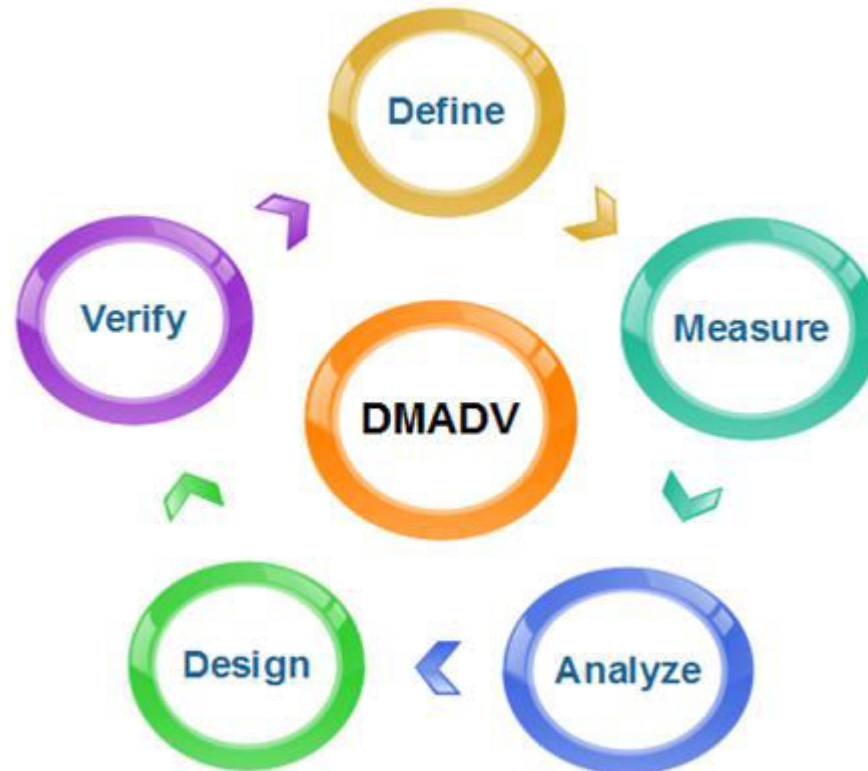 Define
Measure
Analyze
Design
Verify
DMADV